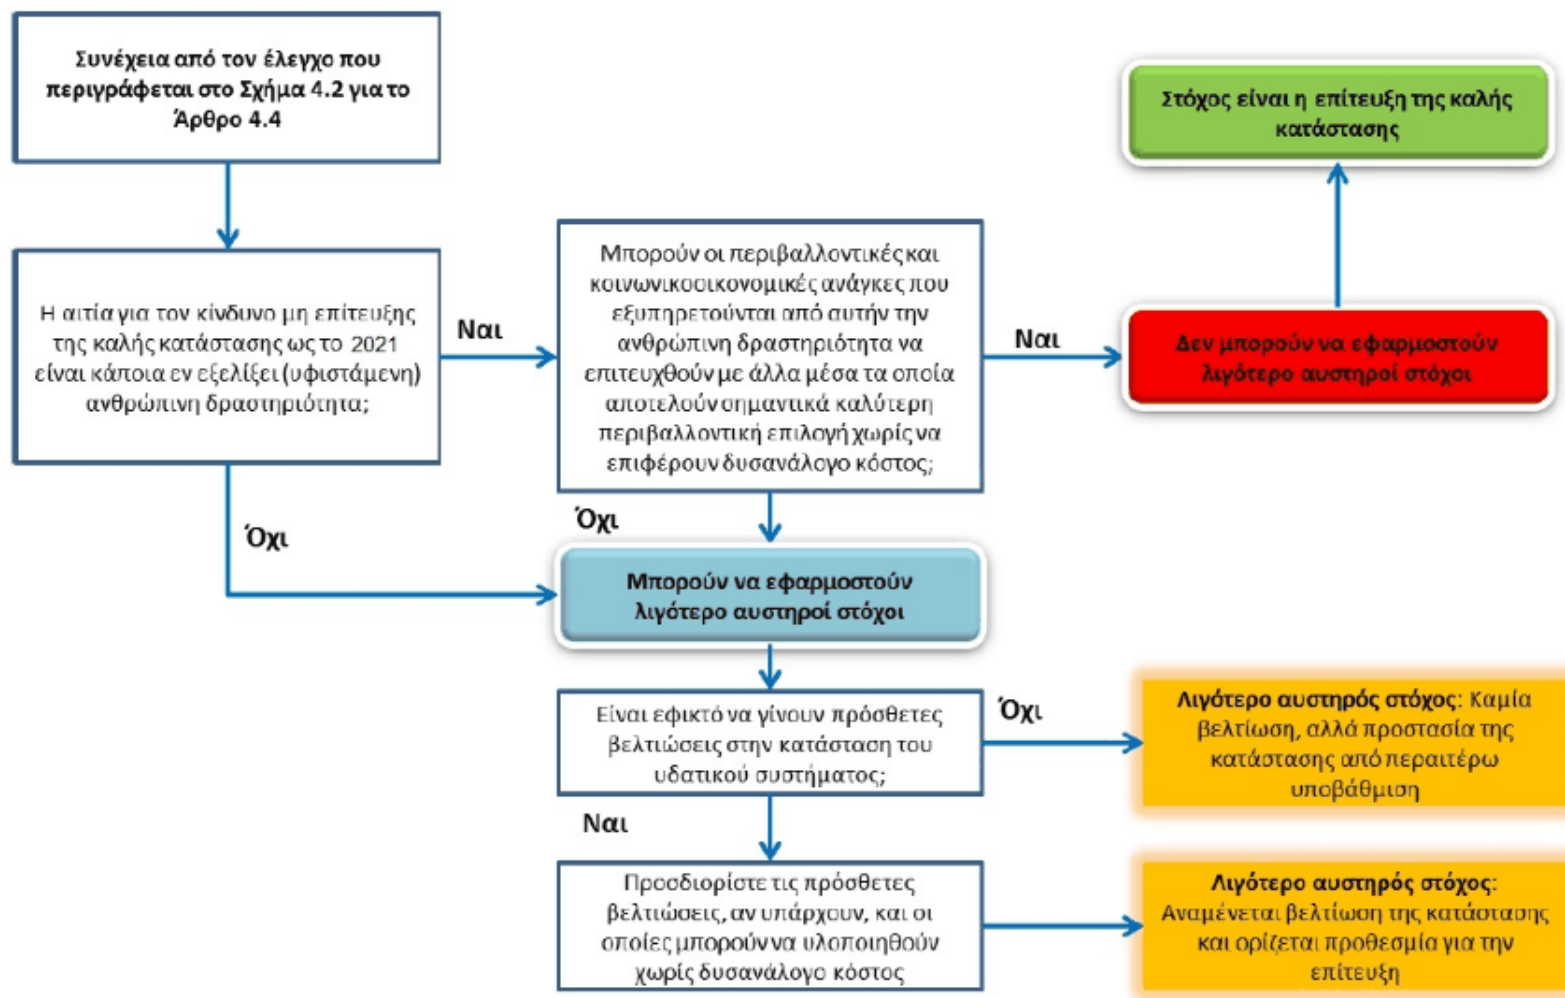 Συνέχεια από τον έλεγχο που
περιγράφεται στο Σχήμα 4.2 για το
Άρθρο 4.4
Στόχος είναι η επίτευξη της καλής
κατάστασης
Η αιτία για τον κίνδυνο μη επίτευξης
της καλής κατάστασης ως το 2021
είναι κάποια εν εξελίξει (υφιστάμενη)
ανθρώπινη δραστηριότητα;
Ναι
Μπορούν οι περιβαλλοντικές και
κοινωνικοοικονομικές ανάγκες που
εξυπηρετούνται από αυτήν την
ανθρώπινη δραστηριότητα να
επιτευχθούν με άλλα μέσα τα οποία
αποτελούν σημαντικά καλύτερη
περιβαλλοντική επιλογή χωρίς να
επιφέρουν δυσανάλογο κόστος;
Ναι
Δεν μπορούν να εφαρμοστούν
λιγότερο αυστηροί στόχοι
Όχι
Όχι
Μπορούν να εφαρμοστούν
λιγότερο αυστηροί στόχοι
Είναι εφικτό να γίνουν πρόσθετες
βελτιώσεις στην κατάσταση του
υδατικού συστήματος;
Όχι
Λιγότερο αυστηρός στόχος: Καμία
βελτίωση, αλλά προστασία της
κατάστασης από περαιτέρω
υποβάθμιση
Ναι
Προσδιορίστε τις πρόσθετες
βελτιώσεις, αν υπάρχουν, και οι
οποίες μπορούν να υλοποιηθούν
χωρίς δυσανάλογο κόστος
Λιγότερο αυστηρός στόχος:
Αναμένεται βελτίωση της κατάστασης
και ορίζεται προθεσμία για την
επίτευξη